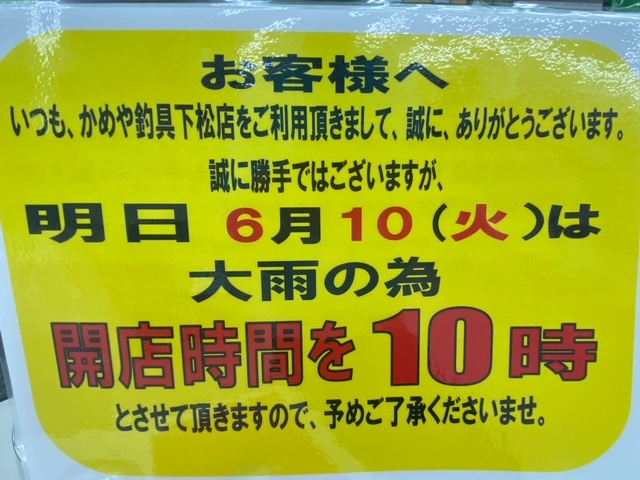 お客様へ
いつも、かめや釣具下松店をご利用頂きまして、誠に、ありがとうございます。
誠に勝手ではございますが、
明日 6月10(火)は
大雨の為
開店時間を10時
とさせて頂きますので、予めご了承くださいませ。